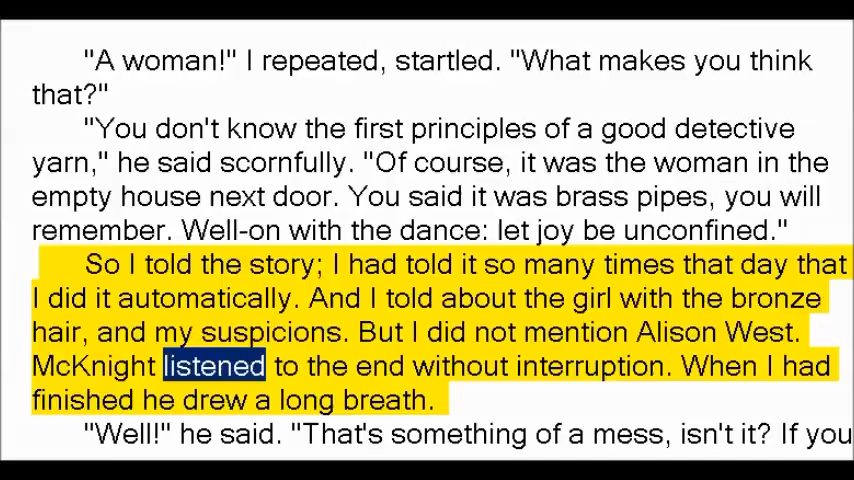 "A woman!" I repeated, startled. "What makes you think
that?"
"You don't know the first principles of a good detective
yarn," he said scornfully. "Of course, it was the woman in the
empty house next door. You said it was brass pipes, you will
remember. Well-on with the dance: let joy be unconfined."
So I told the story; I had told it so many times that day that
I did it automatically. And I told about the girl with the bronze
hair, and my suspicions. But I did not mention Alison West.
McKnight listened to the end without interruption. When I had
finished he drew a long breath.
"Well!" he said. "That's something of a mess, isn't it? If you